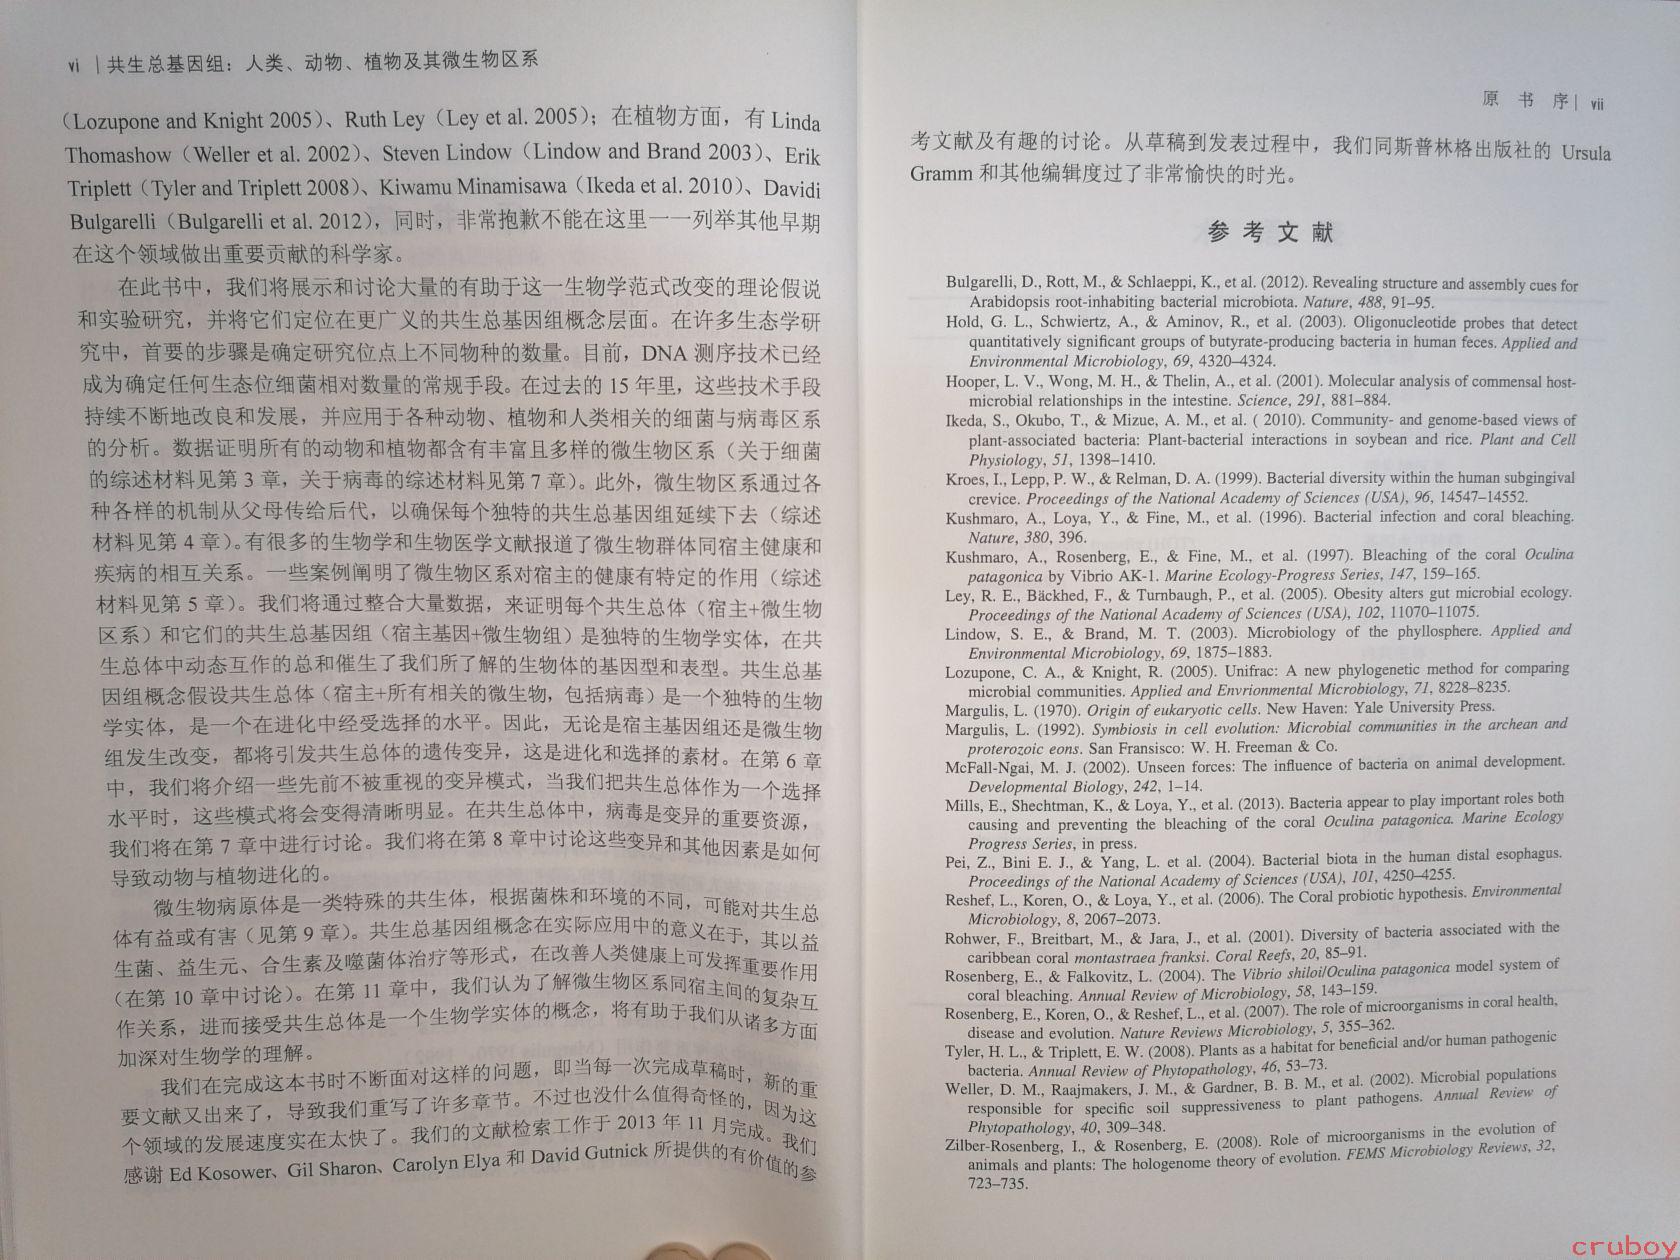 vi | 共生总基因组：人类、动物、植物及其微生物区系
（Lozupone and Knight 2005）、Ruth Ley（Ley et al. 2005）；在植物方面，有 Linda
Thomashow（Weller et al. 2002）、Steven Lindow（Lindow and Brand 2003）、Erik
Triplett（Tyler and Triplett 2008）、Kiwamu Minamisawa（Ikeda et al. 2010）、Davidi
Bulgarelli（Bulgarelli et al. 2012），同时，非常抱歉不能在这里一一列举其他早期
在这个领域做出重要贡献的科学家。
在此书中，我们将展示和讨论大量的有助于这一生物学范式改变的理论假说
和实验研究，并将它们定位在更广义的共生总基因组概念层面。在许多生态学研
究中，首要的步骤是确定研究位点上不同物种的数量。目前，DNA 测序技术已经
成为确定任何生态位细菌相对数量的常规手段。在过去的 15 年里，这些技术手段
持续不断地改良和发展，并应用于各种动物、植物和人类相关的细菌与病毒区系
的分析。数据证明所有的动物和植物都含有丰富且多样的微生物区系（关于细菌
的综述材料见第 3 章，关于病毒的综述材料见第 7 章）。此外，微生物区系通过各
种各样的机制从父母传给后代，以确保每个独特的共生总基因组延续下去（综述
材料见第 4 章）。有很多的生物学和生物医学文献报道了微生物群体同宿主健康和
疾病的相互关系。一些案例阐明了微生物区系对宿主的健康有特定的作用（综述
材料见第 5 章）。我们将通过整合大量数据，来证明每个共生总体（宿主+微生物
区系）和它们的共生总基因组（宿主基因+微生物组）是独特的生物学实体，在共
生总体中动态互作的总和催生了我们所了解的生物体的基因型和表型。共生总基
因组概念假设共生总体（宿主+所有相关的微生物，包括病毒）是一个独特的生物
学实体，是一个在进化中经受选择的水平。因此，无论是宿主基因组还是微生物
组发生改变，都将引发共生总体的遗传变异，这是进化和选择的素材。在第 6 章
中，我们将介绍一些先前不被重视的变异模式，当我们把共生总体作为一个选择
水平时，这些模式将会变得清晰明显。在共生总体中，病毒是变异的重要资源，
我们将在第 7 章中进行讨论。我们将在第 8 章中讨论这些变异和其他因素是如何
导致动物与植物进化的。
微生物病原体是一类特殊的共生体，根据菌株和环境的不同，可能对共生总
体有益或有害（见第 9 章）。共生总基因组概念在实际应用中的意义在于，其以益
生菌、益生元、合生素及噬菌体治疗等形式，在改善人类健康上可发挥重要作用
（在第 10 章中讨论）。在第 11 章中，我们认为了解微生物区系同宿主间的复杂互
作关系，进而接受共生总体是一个生物学实体的概念，将有助于我们从诸多方面
加深对生物学的理解。
我们在完成这本书时不断面对这样的问题，即当每一次完成草稿时，新的重
要文献又出来了，导致我们重写了许多章节。不过也没什么值得奇怪的，因为这
个领域的发展速度实在太快了。我们的文献检索工作于 2013 年 11 月完成。我们
感谢 Ed Kosower、Gil Sharon、Carolyn Elya 和 David Gutnick 所提供的有价值的参
原 书 序 | vii
考文献及有趣的讨论。从草稿到发表过程中，我们同斯普林格出版社的 Ursula
Gramm 和其他编辑度过了非常愉快的时光。
参 考 文 献
Bulgarelli, D., Rott, M., & Schlaeppi, K., et al. (2012). Revealing structure and assembly cues for
Arabidopsis root-inhabiting bacterial microbiota. Nature, 488, 91–95.
Hold, G. L., Schwiertz, A., & Aminov, R., et al. (2003). Oligonucleotide probes that detect
quantitatively significant groups of butyrate-producing bacteria in human feces. Applied and
Environmental Microbiology, 69, 4320–4324.
Hooper, L. V., Wong, M. H., & Thelin, A., et al. (2001). Molecular analysis of commensal host-
microbial relationships in the intestine. Science, 291, 881–884.
Ikeda, S., Okubo, T., & Mizue, A. M., et al. ( 2010). Community- and genome-based views of
plant-associated bacteria: Plant-bacterial interactions in soybean and rice. Plant and Cell
Physiology, 51, 1398–1410.
Kroes, I., Lepp, P. W., & Relman, D. A. (1999). Bacterial diversity within the human subgingival
crevice. Proceedings of the National Academy of Sciences (USA), 96, 14547–14552.
Kushmaro, A., Loya, Y., & Fine, M., et al. (1996). Bacterial infection and coral bleaching.
Nature, 380, 396.
Kushmaro, A., Rosenberg, E., & Fine, M., et al. (1997). Bleaching of the coral Oculina
patagonica by Vibrio AK-1. Marine Ecology-Progress Series, 147, 159–165.
Ley, R. E., Bäckhed, F., & Turnbaugh, P., et al. (2005). Obesity alters gut microbial ecology.
Proceedings of the National Academy of Sciences (USA), 102, 11070–11075.
Lindow, S. E., & Brand, M. T. (2003). Microbiology of the phyllosphere. Applied and
Environmental Microbiology, 69, 1875–1883.
Lozupone, C. A., & Knight, R. (2005). Unifrac: A new phylogenetic method for comparing
microbial communities. Applied and Envrionmental Microbiology, 71, 8228–8235.
Margulis, L. (1970). Origin of eukaryotic cells. New Haven: Yale University Press.
Margulis, L. (1992). Symbiosis in cell evolution: Microbial communities in the archean and
proterozoic eons. San Fransisco: W. H. Freeman & Co.
McFall-Ngai, M. J. (2002). Unseen forces: The influence of bacteria on animal development.
Developmental Biology, 242, 1–14.
Mills, E., Shechtman, K., & Loya, Y., et al. (2013). Bacteria appear to play important roles both
causing and preventing the bleaching of the coral Oculina patagonica. Marine Ecology
Progress Series, in press.
Pei, Z., Bini E. J., & Yang, L. et al. (2004). Bacterial biota in the human distal esophagus.
Proceedings of the National Academy of Sciences (USA), 101, 4250–4255.
Reshef, L., Koren, O., & Loya, Y., et al. (2006). The Coral probiotic hypothesis. Environmental
Microbiology, 8, 2067–2073.
Rohwer, F., Breitbart, M., & Jara, J., et al. (2001). Diversity of bacteria associated with the
caribbean coral montastraea franksi. Coral Reefs, 20, 85–91.
Rosenberg, E., & Falkovitz, L. (2004). The Vibrio shiloi/Oculina patagonica model system of
coral bleaching. Annual Review of Microbiology, 58, 143–159.
Rosenberg, E., Koren, O., & Reshef, L., et al. (2007). The role of microorganisms in coral health,
disease and evolution. Nature Reviews Microbiology, 5, 355–362.
Tyler, H. L., & Triplett, E. W. (2008). Plants as a habitat for beneficial and/or human pathogenic
bacteria. Annual Review of Phytopathology, 46, 53–73.
Weller, D. M., Raajmakers, J. M., & Gardner, B. B. M., et al. (2002). Microbial populations
responsible for specific soil suppressiveness to plant pathogens. Annual Review of
Phytopathology, 40, 309–348.
Zilber-Rosenberg, I., & Rosenberg, E. (2008). Role of microorganisms in the evolution of
animals and plants: The hologenome theory of evolution. FEMS Microbiology Reviews, 32,
723–735.
cruboy